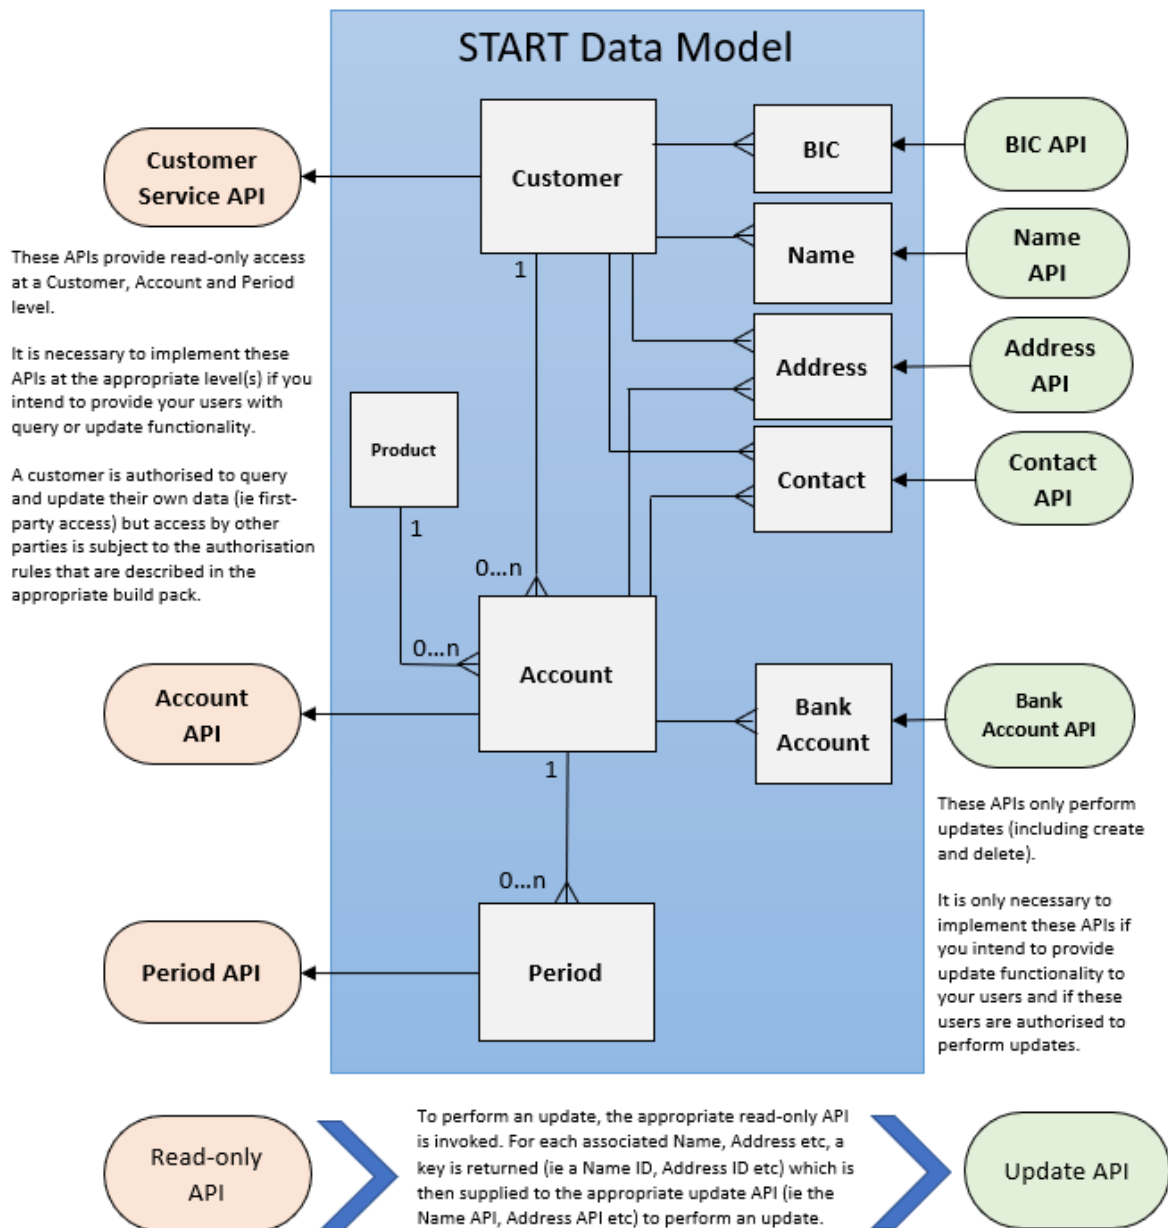 START Data Model
Customer
Service API
Customer
BIC
BIC API
Name
Name
API
1
These APIs provide read-only access
at a Customer, Account and Period
level.
It is necessary to implement these
APIs at the appropriate level(s) if you
intend to provide your users with
query or update functionality.
A customer is authorised to query
and update their own data (ie first-
party access) but access by other
parties is subject to the authorisation
rules that are described in the
appropriate build pack.
Address
Address
API
Product
1
Contact
Contact
API
0...n
0...n
Account
API
Account
1
Bank
Account
Bank
Account API
These APIs only perform
updates (including create
and delete).
It is only necessary to
implement these APIs if
you intend to provide
update functionality to
your users and if these
users are authorised to
perform updates.
0...n
Period API
Period
Read-only
API
To perform an update, the appropriate read-only API
is invoked. For each associated Name, Address etc, a
key is returned (ie a Name ID, Address ID etc) which is
then supplied to the appropriate update API (ie the
Name API, Address API etc) to perform an update.
Update API